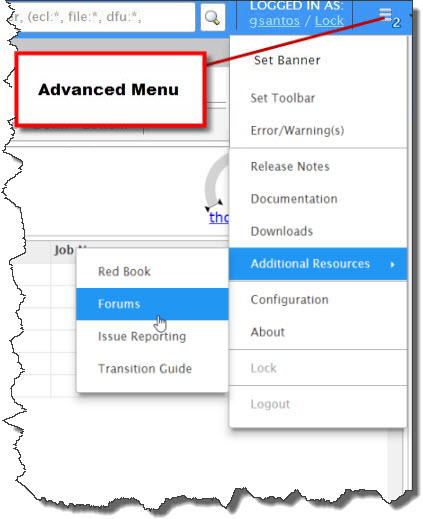 r, (ecl:*, file:*, dfu:*,
LOGGED IN AS:
gsantos / Lock
2
Advanced Menu
Set Banner
Set Toolbar
Error/Warning(s)
Release Notes
Documentation
Downloads
Additional Resources
Configuration
About
Lock
Logout
tho
Job N
Red Book
Forums
Issue Reporting
Transition Guide